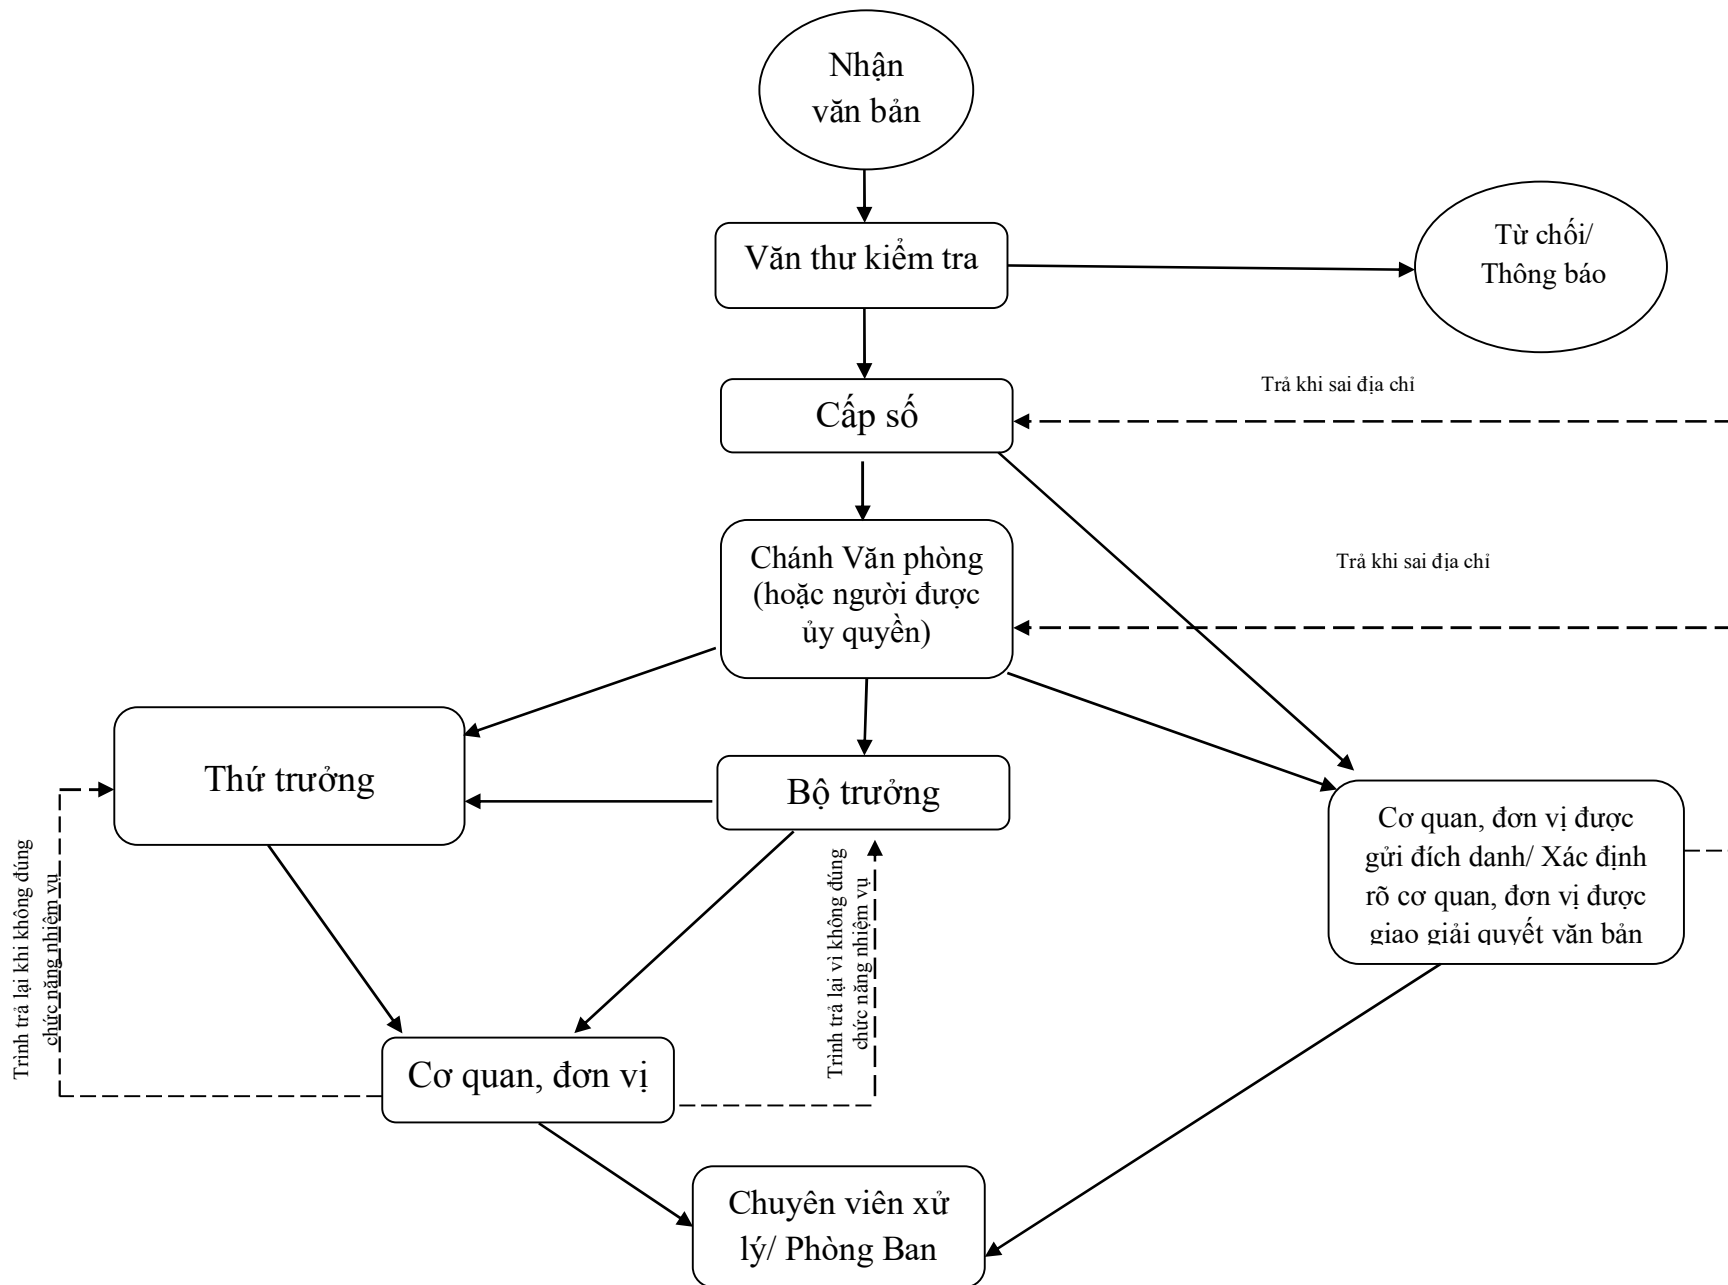 Nhận
văn bản
Văn thư kiểm tra
Từ chối/
Thông báo
Cấp số
Trả khi sai địa chỉ
Chánh Văn phòng
(hoặc người được
ủy quyền)
Trả khi sai địa chỉ
Thứ trưởng
Bộ trưởng
Cơ quan, đơn vị được
gửi đích danh/ Xác định
rõ cơ quan, đơn vị được
giao giải quyết văn bản
Trình trả lại khi không đúng
chức năng nhiệm vụ
Trình trả lại vì không đúng
chức năng nhiệm vụ
Cơ quan, đơn vị
Chuyên viên xử
lý/ Phòng Ban